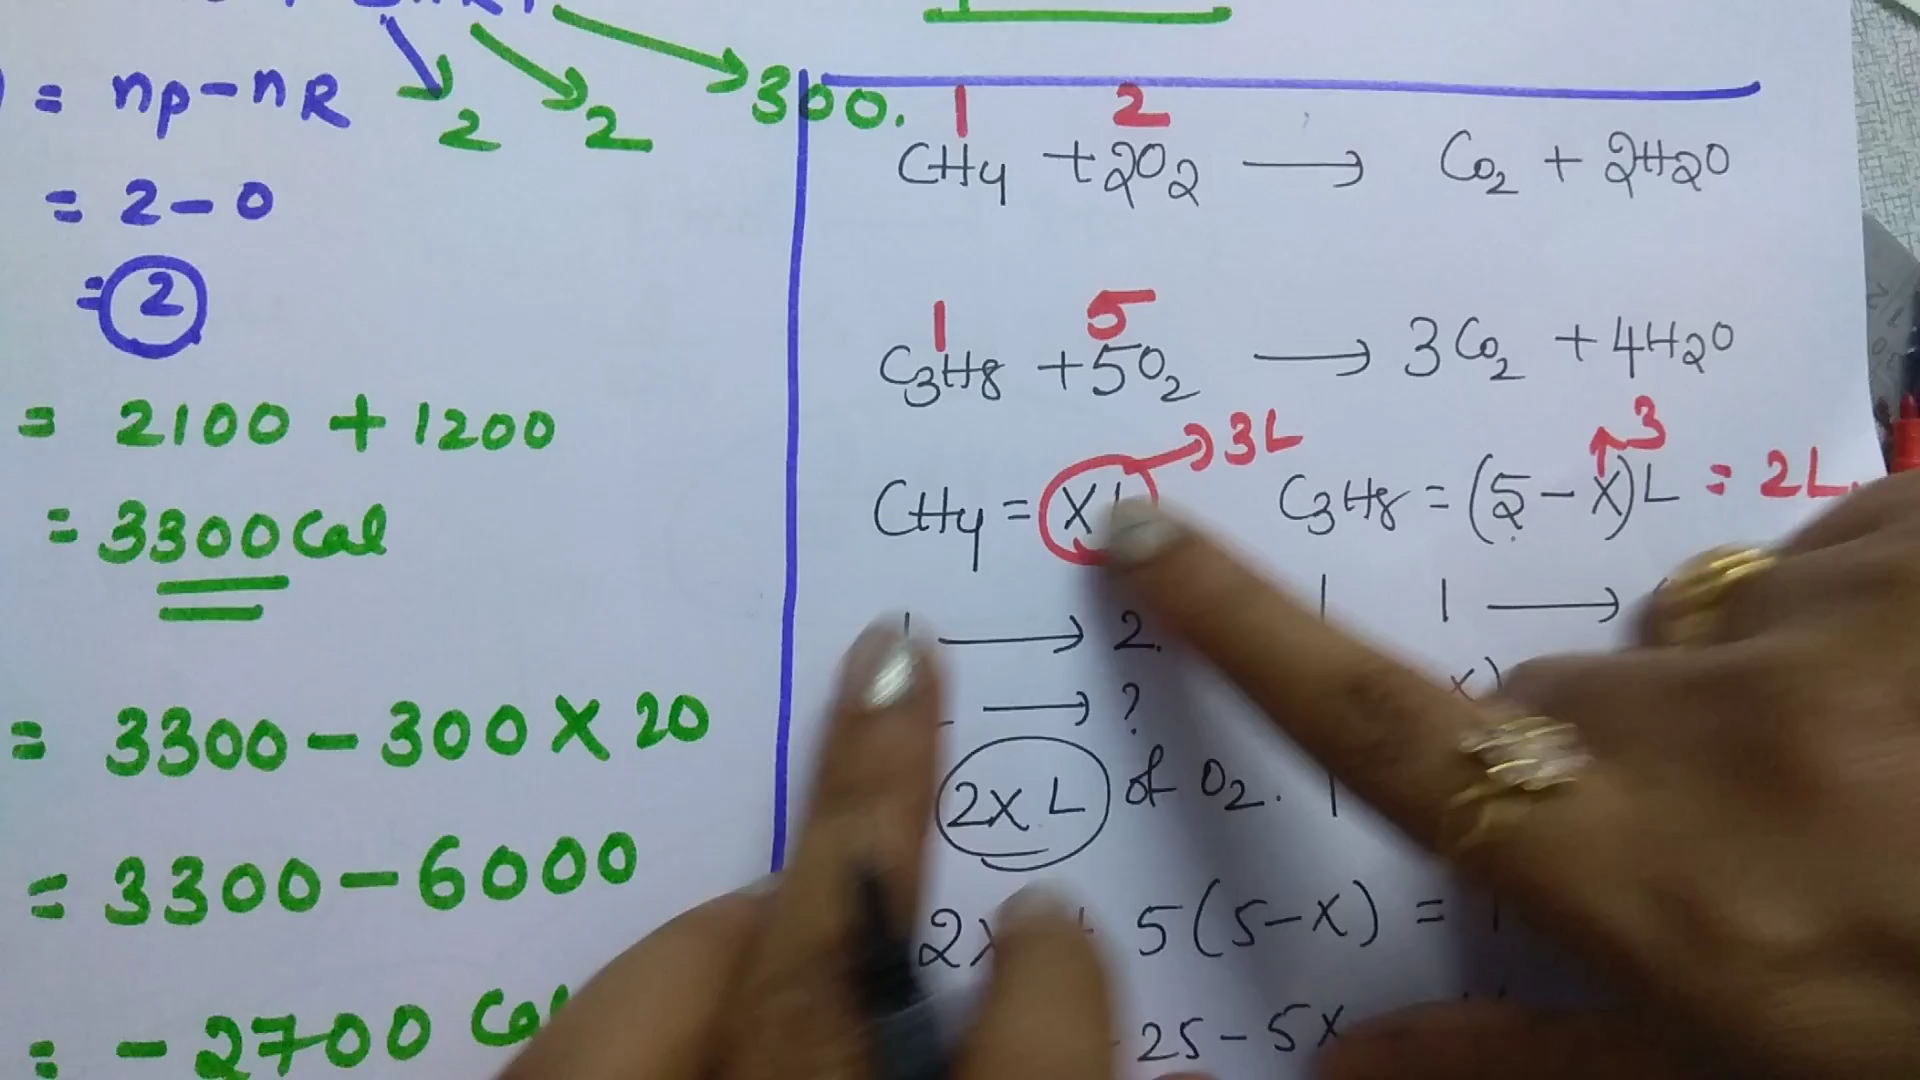 300.
= np-nR 2 2
= 2-0
= 2
= 2100 + 1200
= 3300 Cal
= 3300-300 X 20
= 3300-6000
= -2700
1 2
CH4 + 2O2 → CO2 + 2H2O
1 5
C3H8 + 5O2 → 3CO2 + 4H2O
3L 3
CH4 = X C3H8 = (5-x)L = 2L.
→ 2. 1 →
→ ? x)
2x L of O2.
5(5-x) =
25-5x